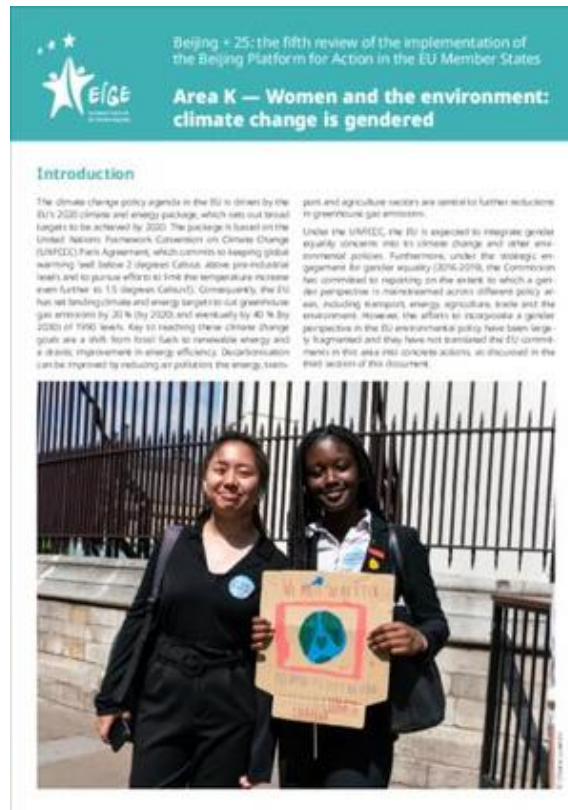 Beijing + 25: the fifth review of the implementation of
the Beijing Platform for Action in the EU Member States
EIGE
Area K — Women and the environment:
climate change is gendered
Introduction
The climate change policy agenda in the EU is driven by the
EU's 2020 climate and energy package, which sets out broad
targets to be achieved by 2020. The package is based on the
United Nations Framework Convention on Climate Change
(UNFCCC) Paris Agreement, which commits to keeping global
warming well below 2 degrees Celsius above pre-industrial
levels and to pursue efforts to limit the temperature increase
even further to 1.5 degrees Celsius. Consequently, the EU
has set binding climate and energy targets to cut greenhouse
gas emissions by 20 % (by 2020) and eventually by 40 % (by
2030) of 1990 levels. Key to reaching these climate change
goals are a shift from fossil fuels to renewable energy and
a drastic improvement in energy efficiency. Decarbonisation
can be improved by reducing air pollution; the energy, trans-
port and agriculture sectors are central to further reductions
in greenhouse gas emissions.
Under the UNFCCC, the EU is expected to integrate gender
equality concerns into its climate change and other envi-
ronmental policies. Furthermore, under the strategic en-
gagement for gender equality (2016-2019), the Commission
has committed to reporting on the extent to which a gen-
der perspective is mainstreamed across different policy ar-
eas, including transport, energy, agriculture, trade and the
environment. However, the efforts to incorporate a gender
perspective in the EU environmental policy have been large-
ly fragmented and they have not translated the EU commit-
ments in this area into concrete actions, as discussed in the
third section of this document.